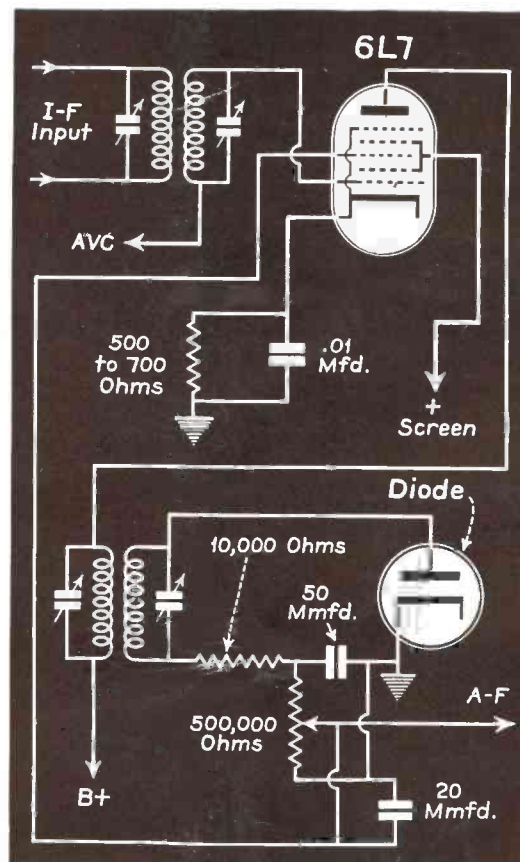 6L7
I-F
Input
AVC
500
to 700
Ohms
.01
Mfd.
+
Screen
Diode
10,000 Ohms
50
Mmfd.
A-F
500,000
Ohms
B+
20
Mmfd.